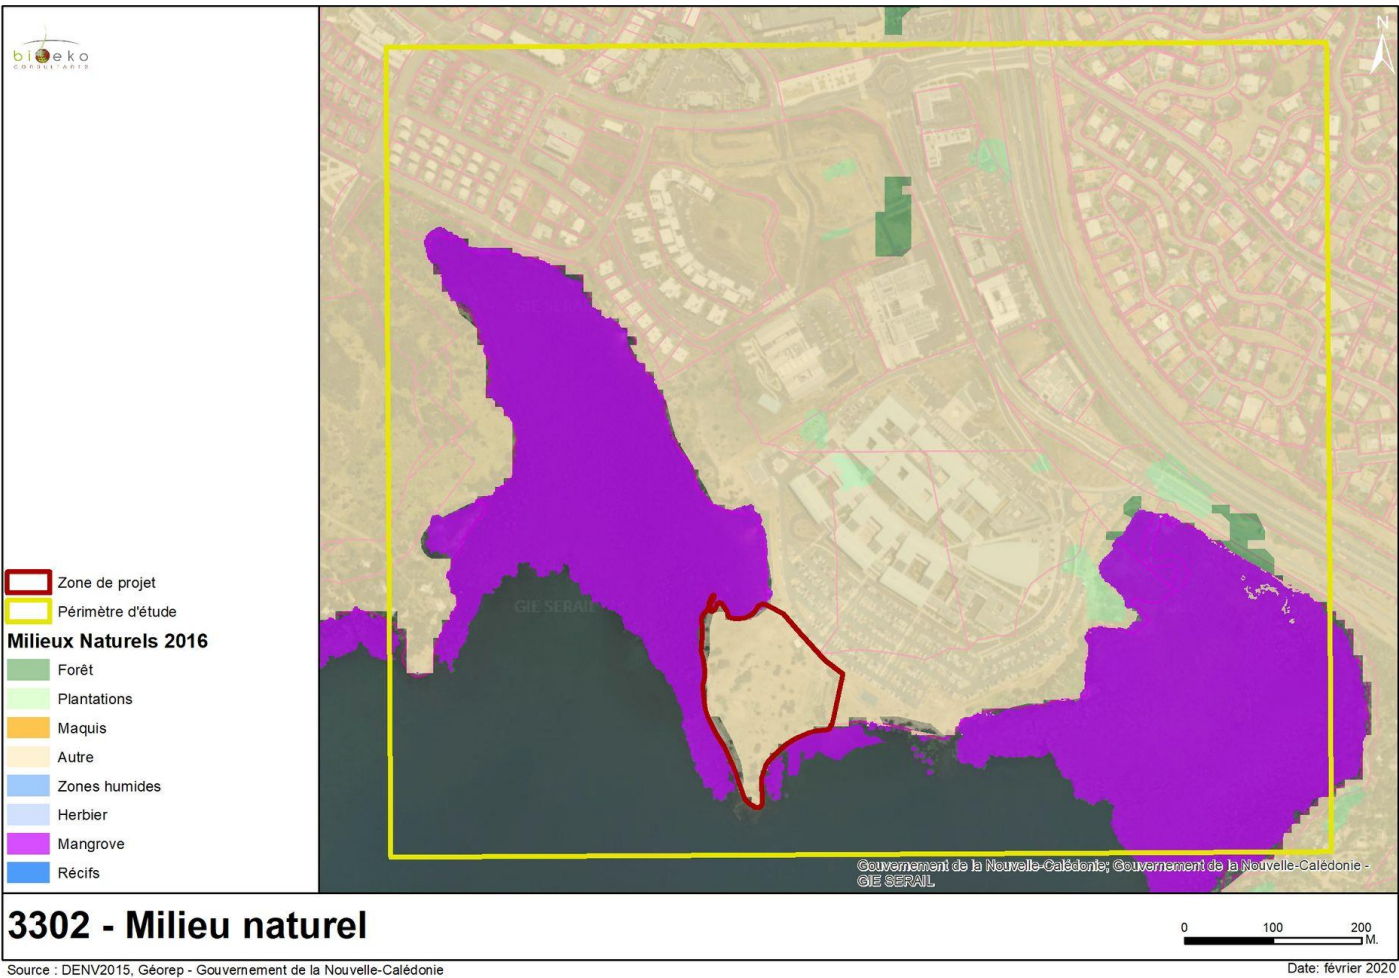 bioeko
CONSULTANTS
N
GIE SERAIL
Zone de projet
Périmètre d'étude
Milieux Naturels 2016
Forêt
Plantations
Maquis
Autre
Zones humides
Herbier
Mangrove
Récifs
Gouvernement de la Nouvelle-Calédonie; Gouvernement de la Nouvelle-Calédonie -
GIE SERAIL
3302 - Milieu naturel
0 100 200
M.
Source : DENV2015, Géorep - Gouvernement de la Nouvelle-Calédonie
Date: février 2020